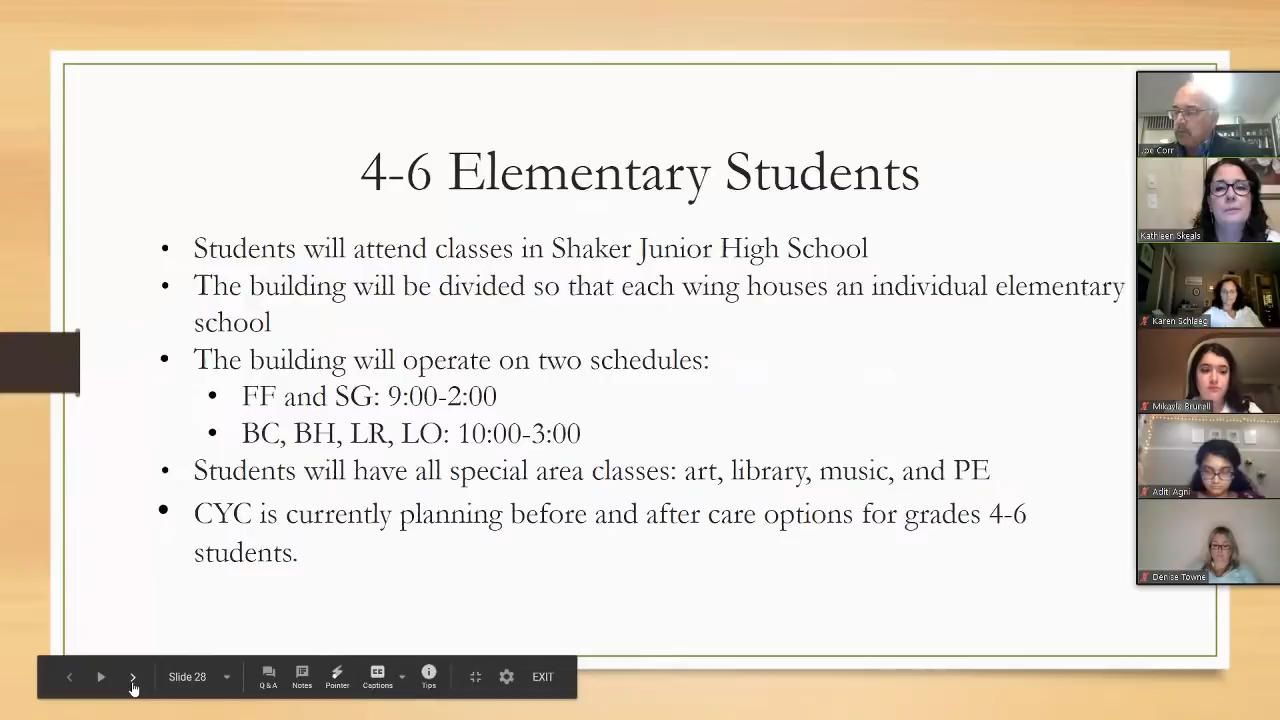 4-6 Elementary Students
• Students will attend classes in Shaker Junior High School
• The building will be divided so that each wing houses an individual elementary
school
• The building will operate on two schedules:
• FF and SG: 9:00-2:00
• BC, BH, LR, LO: 10:00-3:00
• Students will have all special area classes: art, library, music, and PE
• CYC is currently planning before and after care options for grades 4-6
students.
Joe Corr
Kathleen Skeals
Karen Schlaeg
Mikayla Brunell
Aditi Agni
Denise Towne
Slide 28
Q & A
Notes
Pointer
CC
Captions
Tips
EXIT